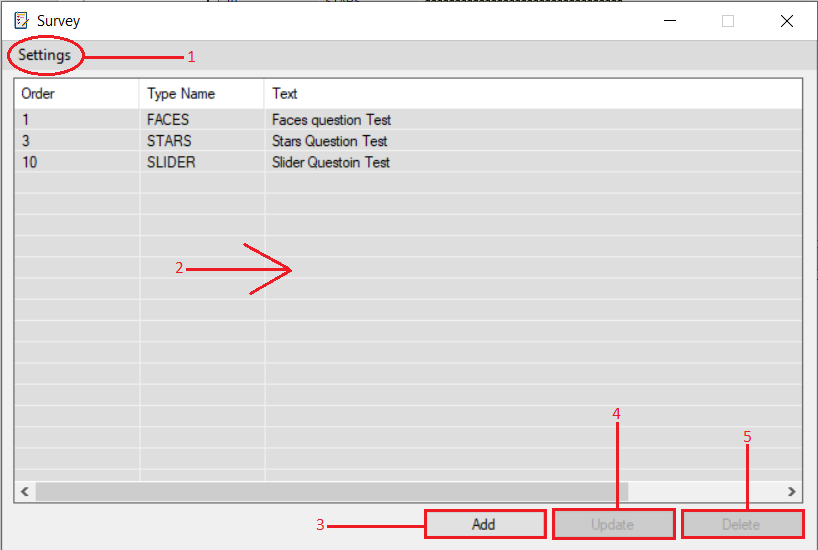 Survey
Settings
1
Order Type Name Text
1 FACES Faces question Test
3 STARS Stars Question Test
10 SLIDER Slider Questoin Test
2
4
5
3
Add Update Delete